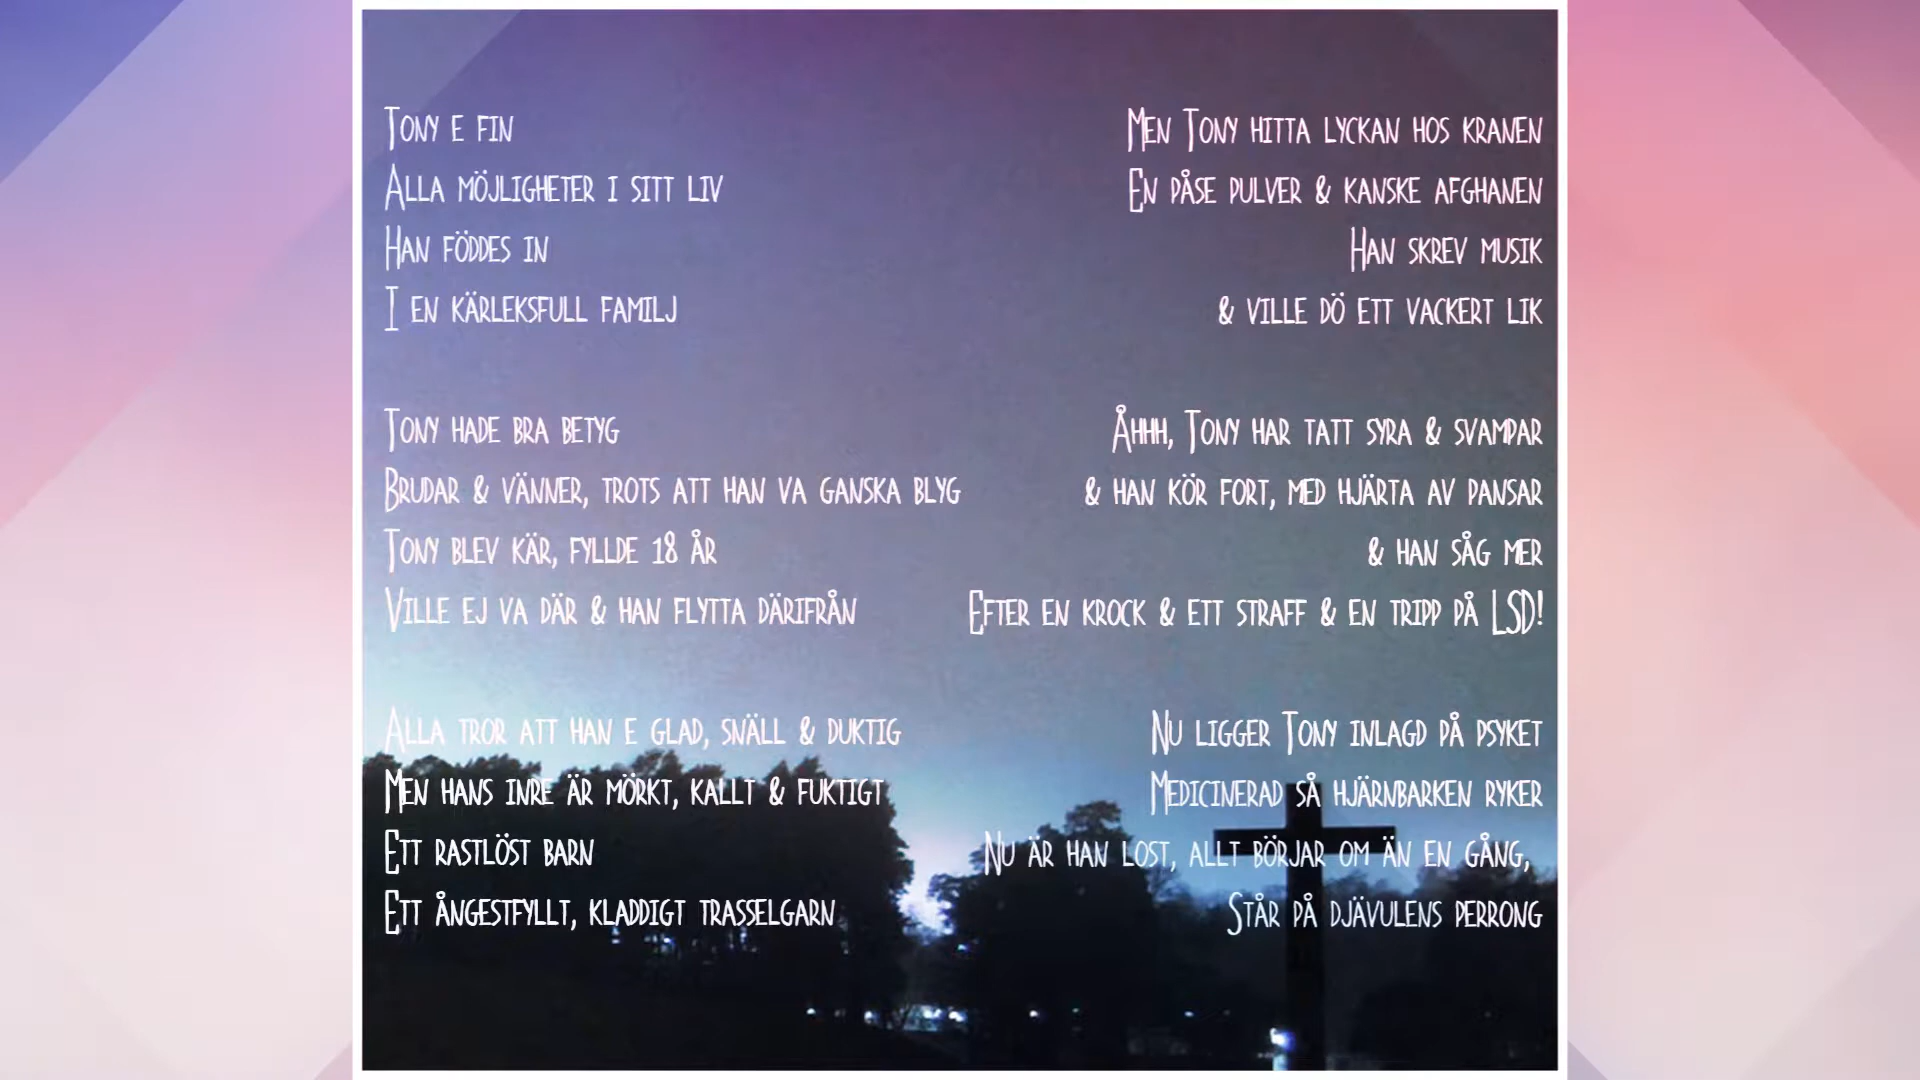 Tony e fin
Alla möjligheter i sitt liv
Han föddes in
I en kärleksfull familj
Tony hade bra betyg
Brudar & vänner, trots att han va ganska blyg
Tony blev kär, fyllde 18 år
Ville ej va där & han flytta därifrån
Alla tror att han e glad, snäll & duktig
Men hans inre är mörkt, kallt & fuktigt
Ett rastlöst barn
Ett ångestfyllt, kladdigt trasselgarn
Men Tony hitta lyckan hos kranen
En påse pulver & kanske afghanen
Han skrev musik
& ville dö ett vackert lik
Åhhh, Tony har tatt syra & svampar
& han kör fort, med hjärta av pansar
& han såg mer
Efter en krock & ett straff & en tripp på LSD!
Nu ligger Tony inlagd på psyket
Medicinerad så hjärnbarken ryker
Nu är han lost, allt börjar om än en gång,
Står på djävulens perrong